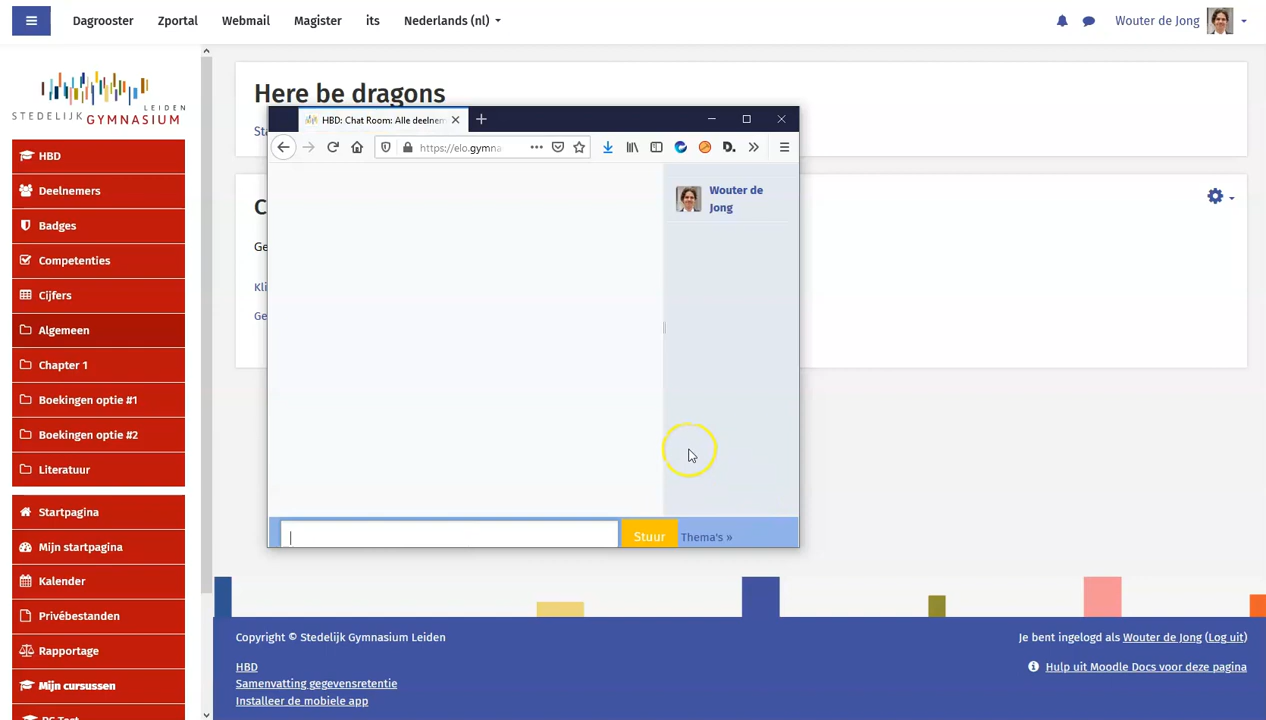 Dagrooster Zportal Webmail Magister its Nederlands (nl)
Wouter de Jong
STEDELIJK GYMNASIUM LEIDEN
HBD
Deelnemers
Badges
Competenties
Cijfers
Algemeen
Chapter 1
Boekingen optie #1
Boekingen optie #2
Literatuur
Startpagina
Mijn startpagina
Kalender
Privébestanden
Rapportage
Mijn cursussen
Here be dragons
Sta
C
Ge
Kli
Ge
HBD: Chat Room: Alle deelnem
https://elo.gymna
D.
Wouter de
Jong
Stuur
Thema's »
Copyright © Stedelijk Gymnasium Leiden
HBD
Samenvatting gegevensretentie
Installeer de mobiele app
Je bent ingelogd als Wouter de Jong (Log uit)
Hulp uit Moodle Docs voor deze pagina